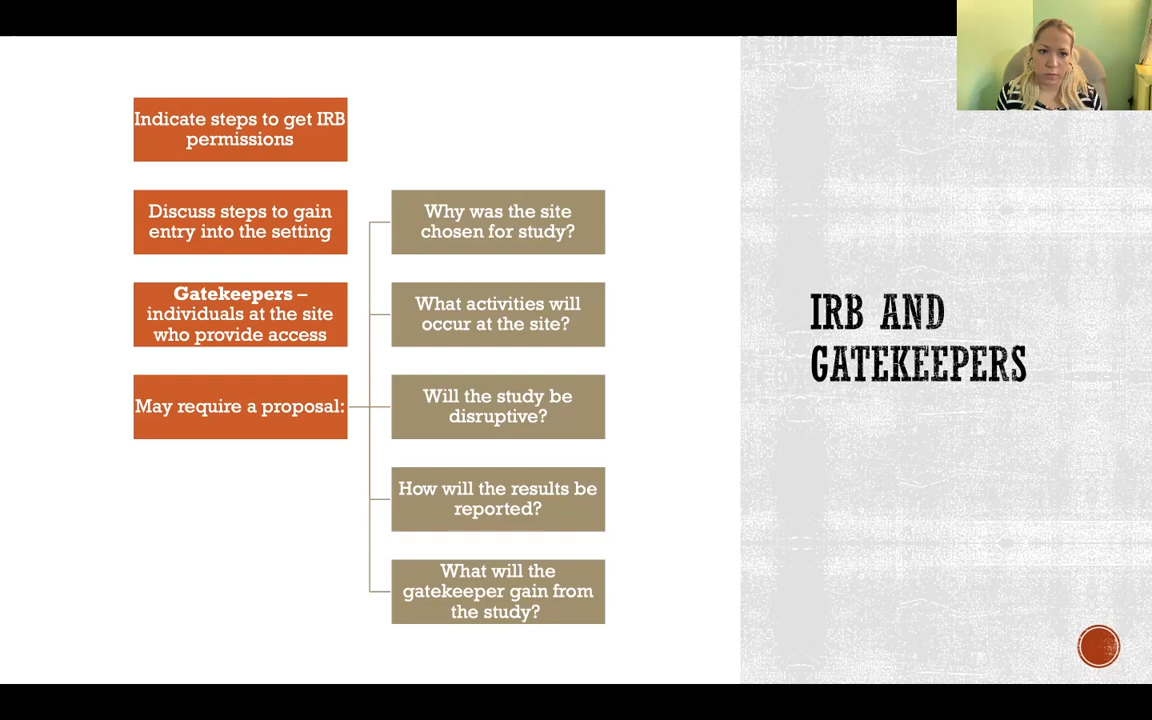 Indicate steps to get IRB
permissions
Discuss steps to gain
entry into the setting
Gatekeepers –
individuals at the site
who provide access
May require a proposal:
Why was the site
chosen for study?
What activities will
occur at the site?
Will the study be
disruptive?
How will the results be
reported?
What will the
gatekeeper gain from
the study?
IRB AND
GATEKEEPERS